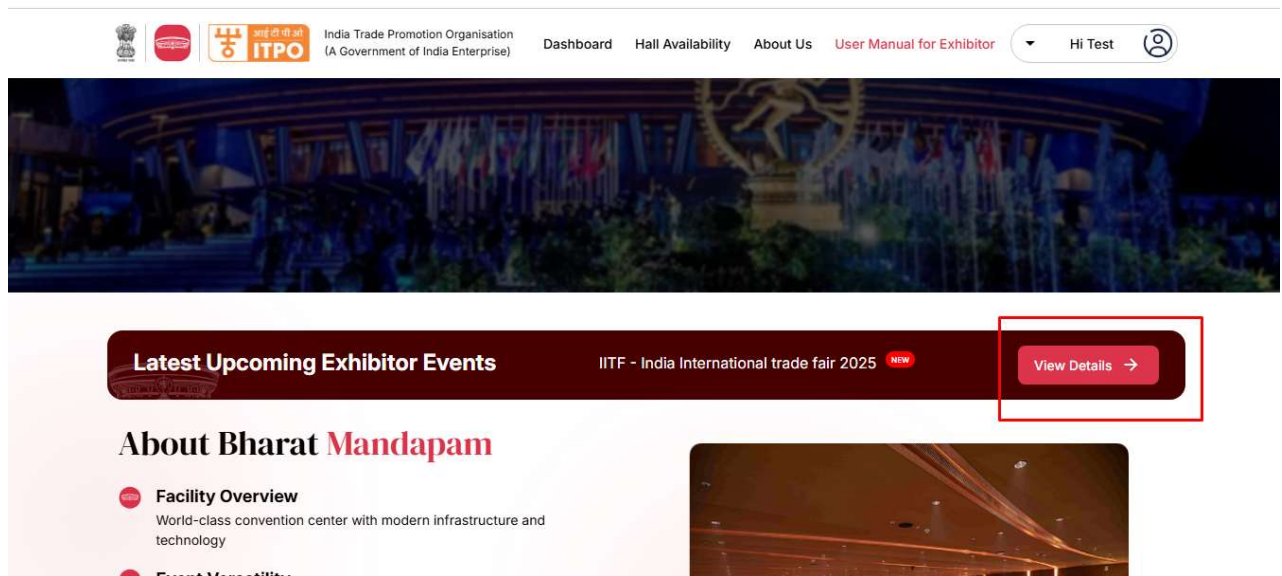 आई टी पी ओ
ITPO
India Trade Promotion Organisation
(A Government of India Enterprise)
Dashboard
Hall Availability
About Us
User Manual for Exhibitor
Hi Test
Latest Upcoming Exhibitor Events
IITF - India International trade fair 2025
NEW
View Details →
About Bharat Mandapam
Facility Overview
World-class convention center with modern infrastructure and
technology
Event Versatility